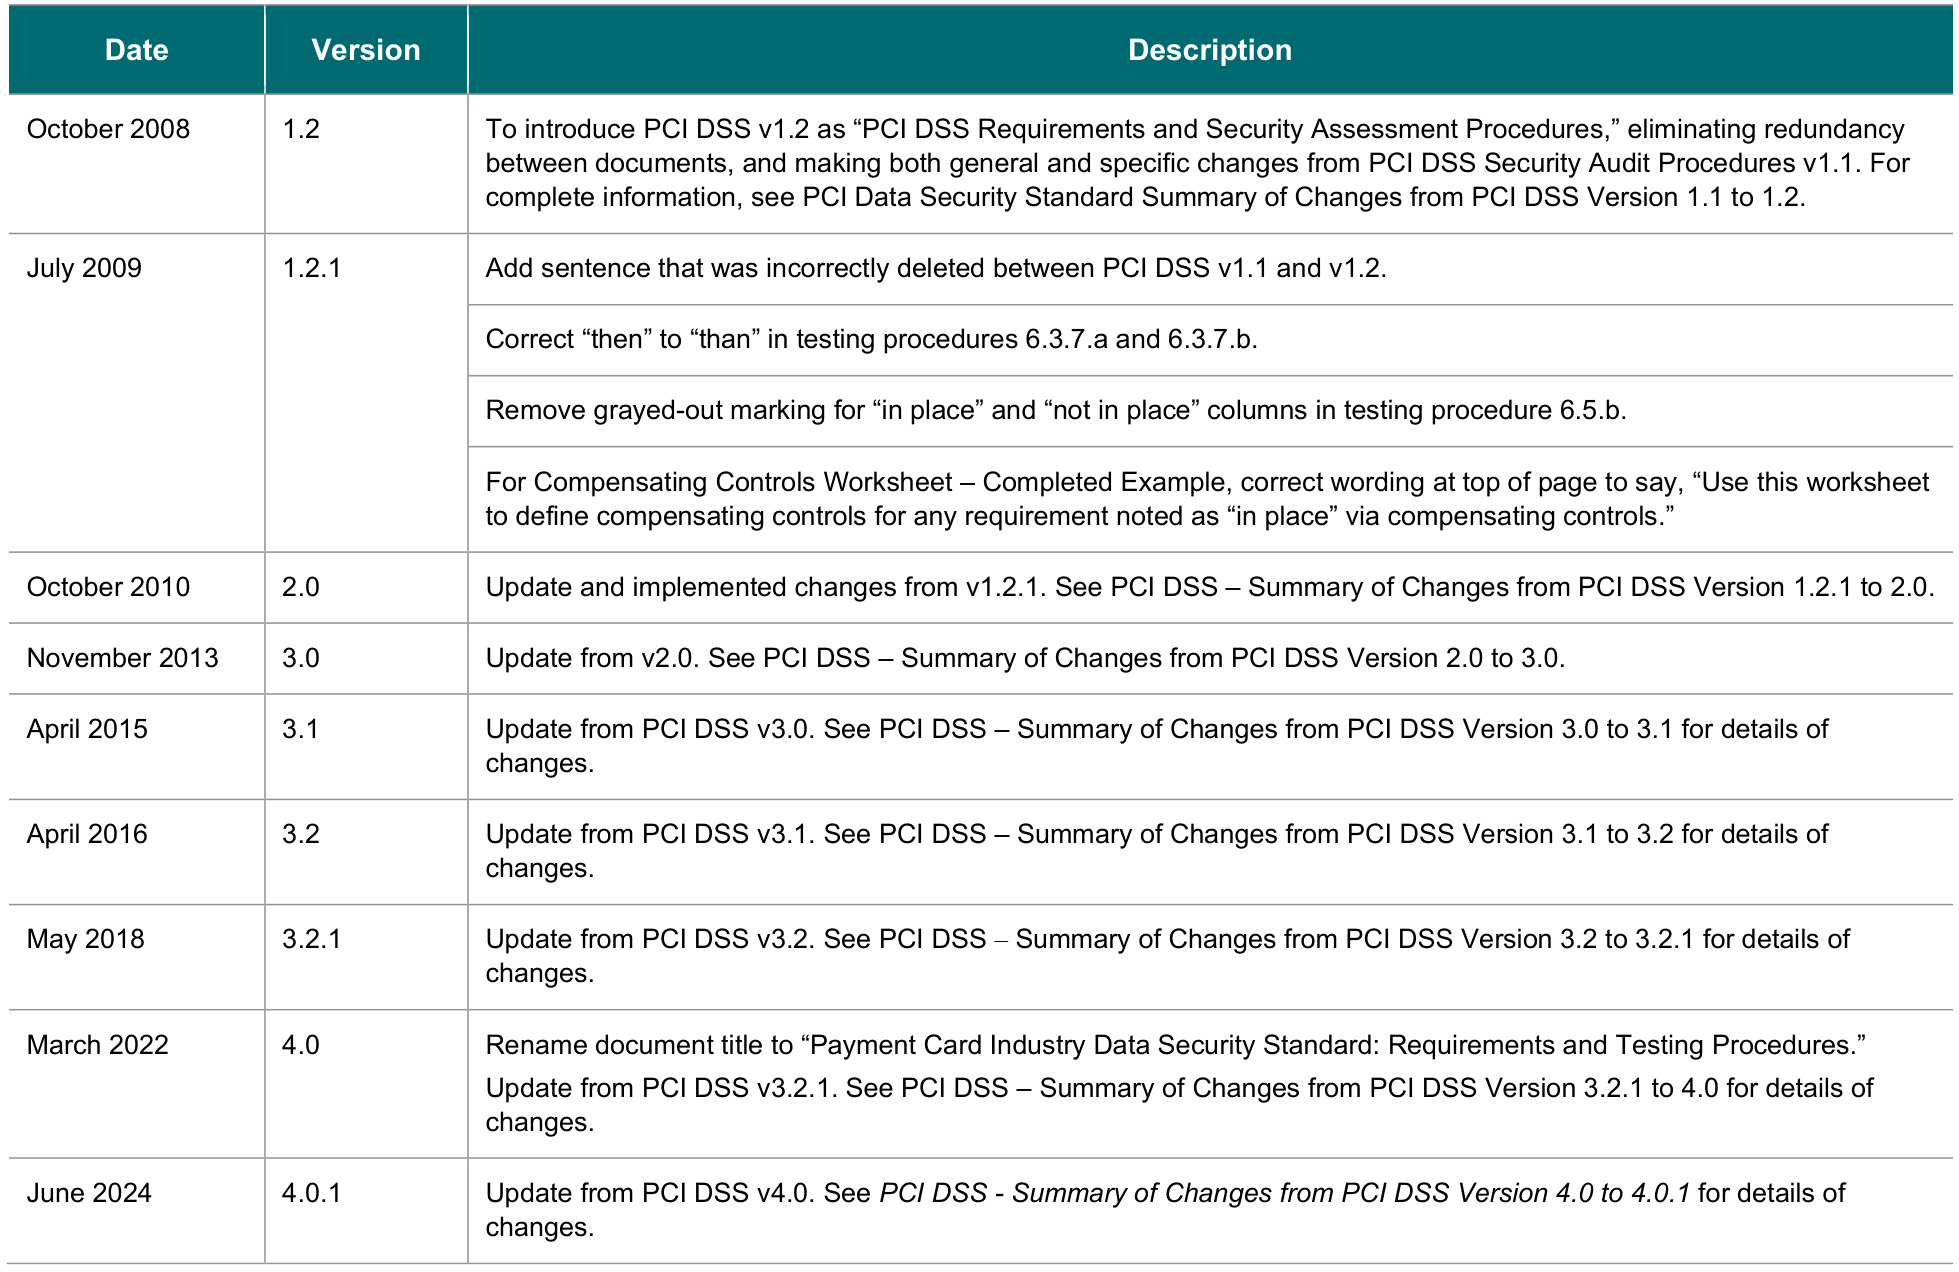 Date Version Description
October 2008 1.2 To introduce PCI DSS v1.2 as “PCI DSS Requirements and Security Assessment Procedures,” eliminating redundancy
between documents, and making both general and specific changes from PCI DSS Security Audit Procedures v1.1. For
complete information, see PCI Data Security Standard Summary of Changes from PCI DSS Version 1.1 to 1.2.
July 2009 1.2.1 Add sentence that was incorrectly deleted between PCI DSS v1.1 and v1.2.
Correct “then” to “than” in testing procedures 6.3.7.a and 6.3.7.b.
Remove grayed-out marking for “in place” and “not in place” columns in testing procedure 6.5.b.
For Compensating Controls Worksheet – Completed Example, correct wording at top of page to say, “Use this worksheet
to define compensating controls for any requirement noted as “in place” via compensating controls.”
October 2010 2.0 Update and implemented changes from v1.2.1. See PCI DSS – Summary of Changes from PCI DSS Version 1.2.1 to 2.0.
November 2013 3.0 Update from v2.0. See PCI DSS – Summary of Changes from PCI DSS Version 2.0 to 3.0.
April 2015 3.1 Update from PCI DSS v3.0. See PCI DSS – Summary of Changes from PCI DSS Version 3.0 to 3.1 for details of
changes.
April 2016 3.2 Update from PCI DSS v3.1. See PCI DSS – Summary of Changes from PCI DSS Version 3.1 to 3.2 for details of
changes.
May 2018 3.2.1 Update from PCI DSS v3.2. See PCI DSS – Summary of Changes from PCI DSS Version 3.2 to 3.2.1 for details of
changes.
March 2022 4.0 Rename document title to “Payment Card Industry Data Security Standard: Requirements and Testing Procedures.”
Update from PCI DSS v3.2.1. See PCI DSS – Summary of Changes from PCI DSS Version 3.2.1 to 4.0 for details of
changes.
June 2024 4.0.1 Update from PCI DSS v4.0. See PCI DSS - Summary of Changes from PCI DSS Version 4.0 to 4.0.1 for details of
changes.